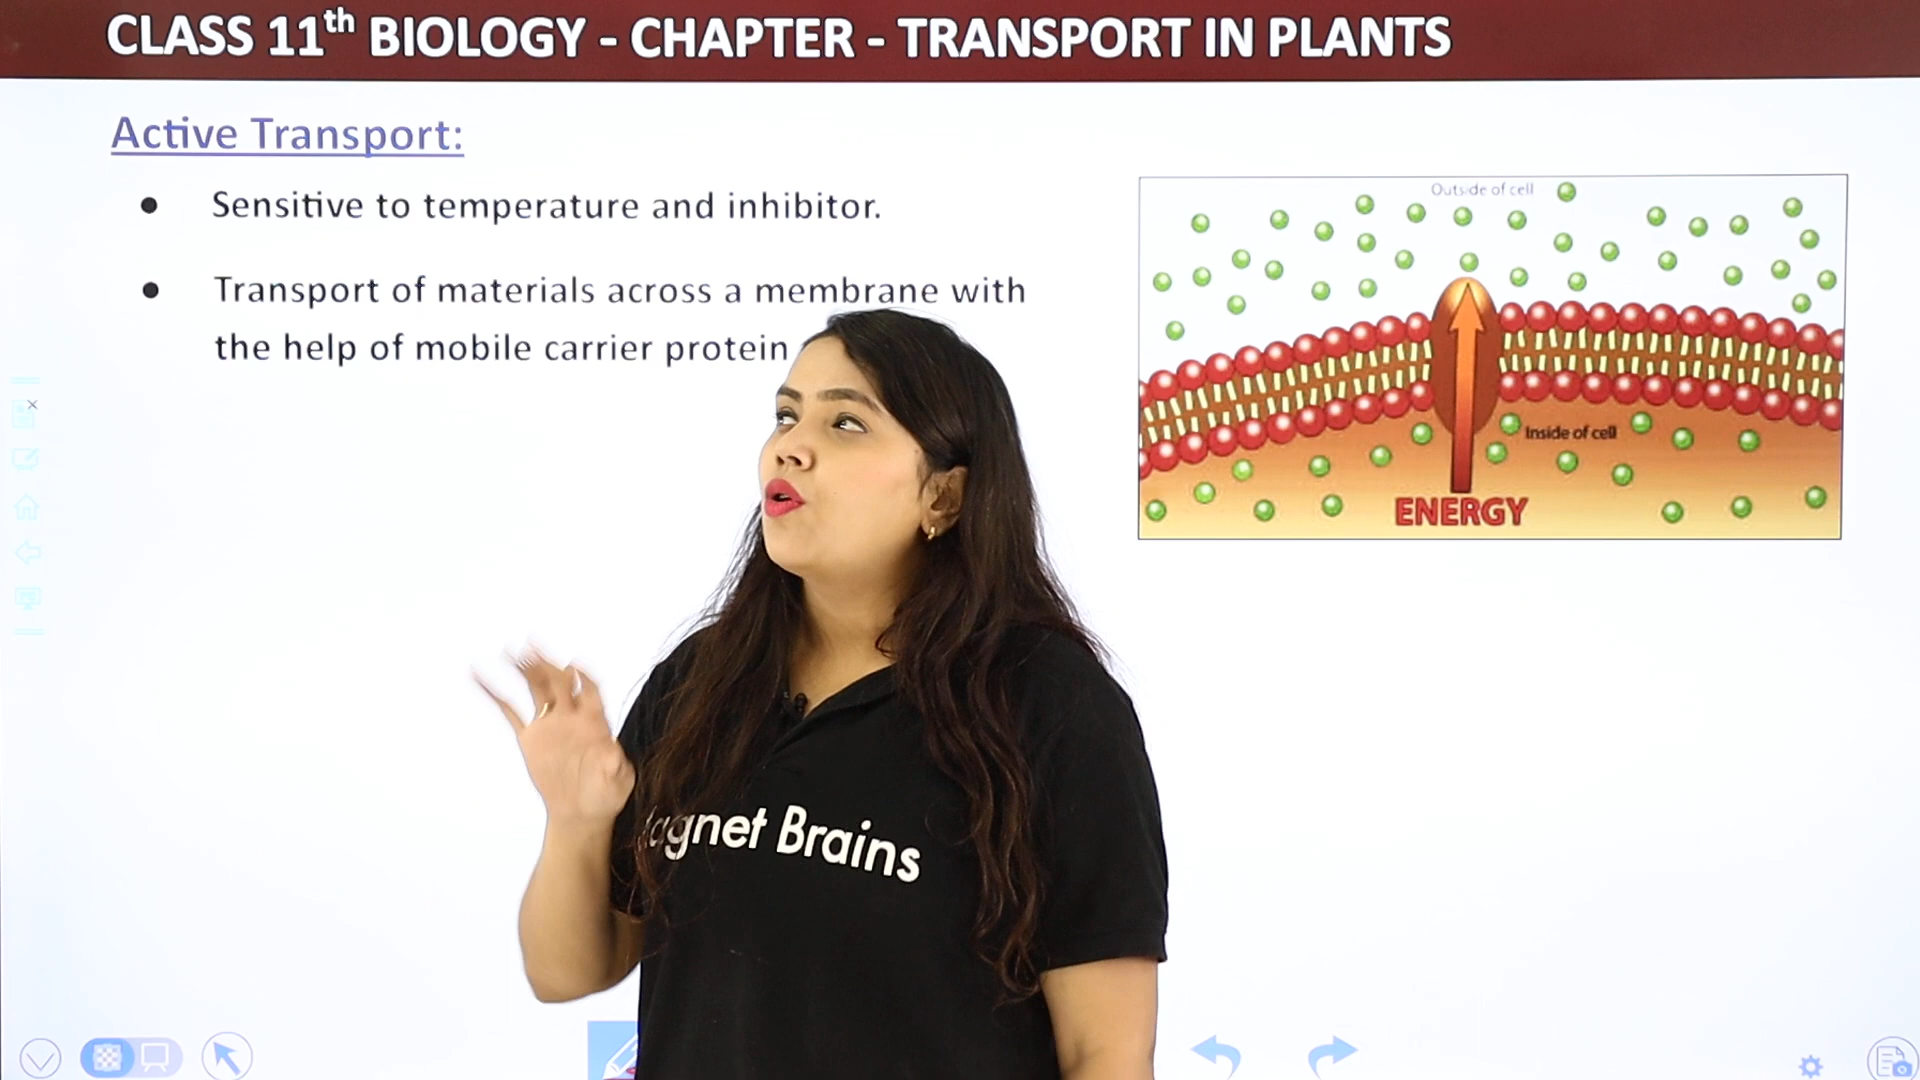 CLASS 11th BIOLOGY - CHAPTER - TRANSPORT IN PLANTS
Active Transport:
● Sensitive to temperature and inhibitor.
● Transport of materials across a membrane with
the help of mobile carrier protein
Outside of cell
Inside of cell
ENERGY
Brains